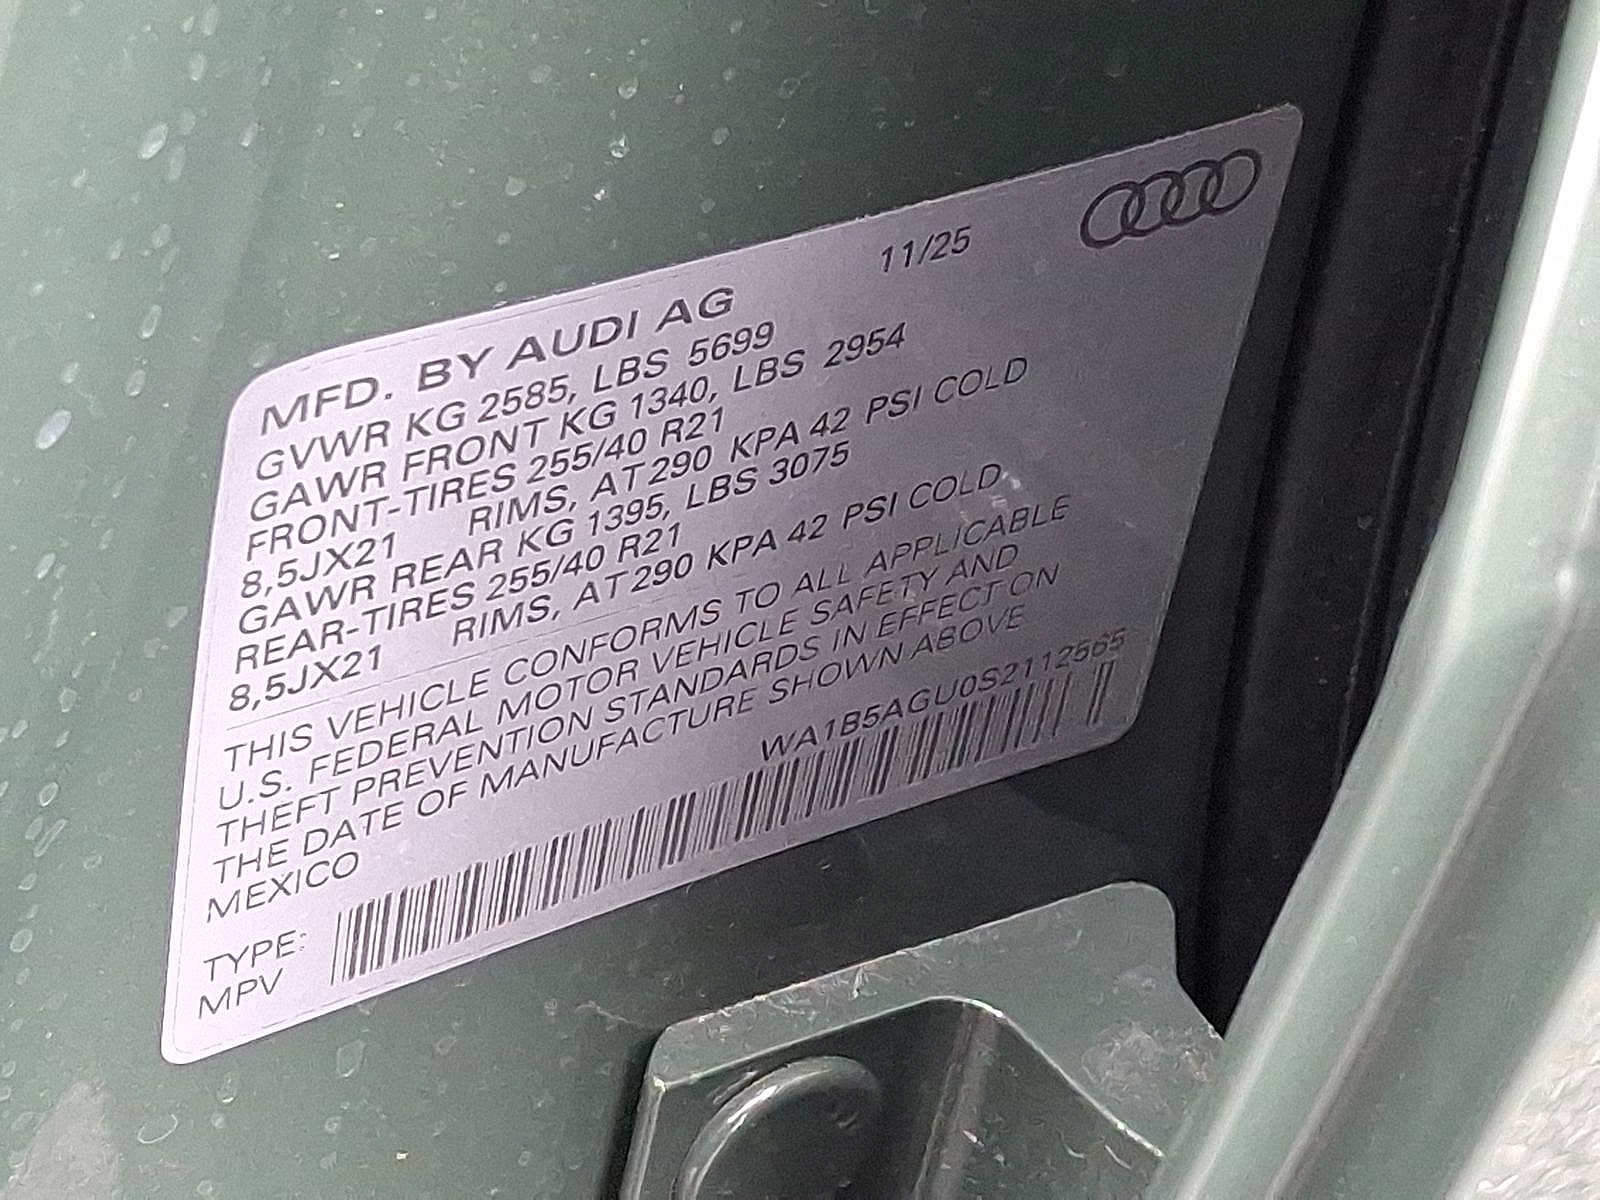 11/25
MFD. BY AUDI AG
GVWR KG 2585, LBS 5699
GAWR FRONT KG 1340, LBS 2954
FRONT-TIRES 255/40 R21
8,5JX21 RIMS, AT 290 KPA 42 PSI COLD
GAWR REAR KG 1395, LBS 3075
REAR-TIRES 255/40 R21
8,5JX21 RIMS, AT 290 KPA 42 PSI COLD
THIS VEHICLE CONFORMS TO ALL APPLICABLE
U.S. FEDERAL MOTOR VEHICLE SAFETY AND
THEFT PREVENTION STANDARDS IN EFFECT ON
THE DATE OF MANUFACTURE SHOWN ABOVE
MEXICO
WA1B5AGU0S2112565
TYPE:
MPV